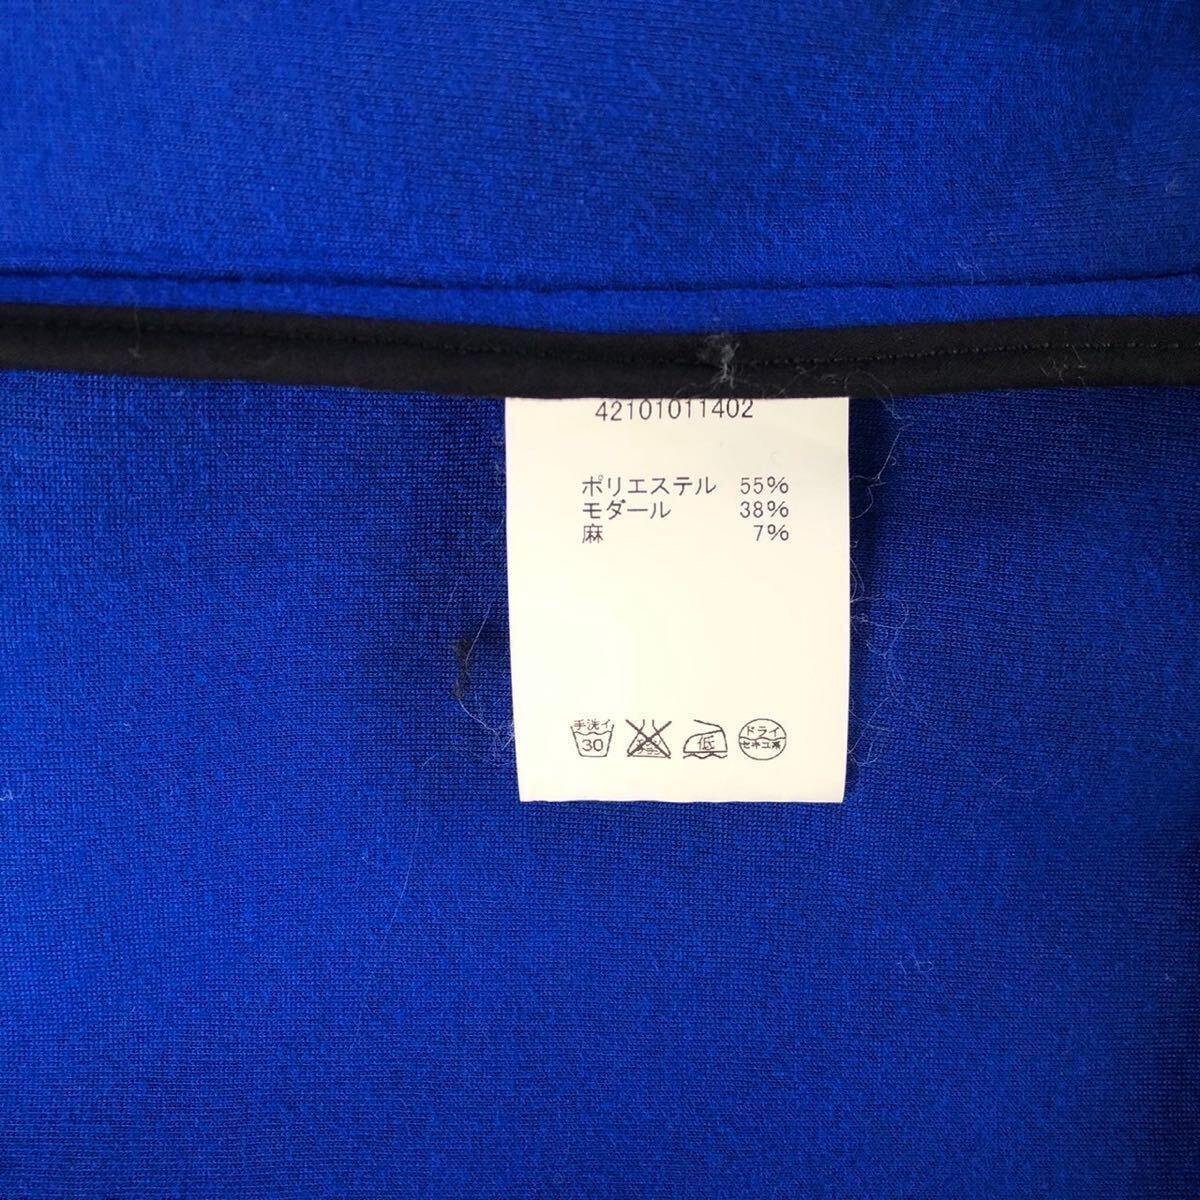 42101011402
ポリエステル 55%
モダール 38%
麻 7%
手洗イ
30
低
ドライ
セキユ系